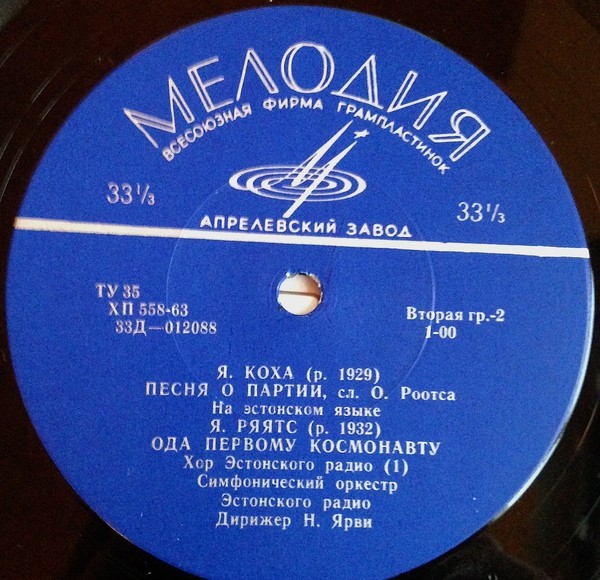 МЕЛОДИЯ
ВСЕСОЮЗНАЯ ФИРМА ГРАМПЛАСТИНОК
33⅓
33⅓
АПРЕЛЕВСКИЙ ЗАВОД
ТУ 35
ХП 558-63
33Д—012088
Вторая гр.-2
1-00
Я. КОХА (р. 1929)
ПЕСНЯ О ПАРТИИ, сл. О. Роотса
На эстонском языке
Я. РЯЯТС (р. 1932)
ОДА ПЕРВОМУ КОСМОНАВТУ
Хор Эстонского радио (1)
Симфонический оркестр
Эстонского радио
Дирижер Н. Ярви